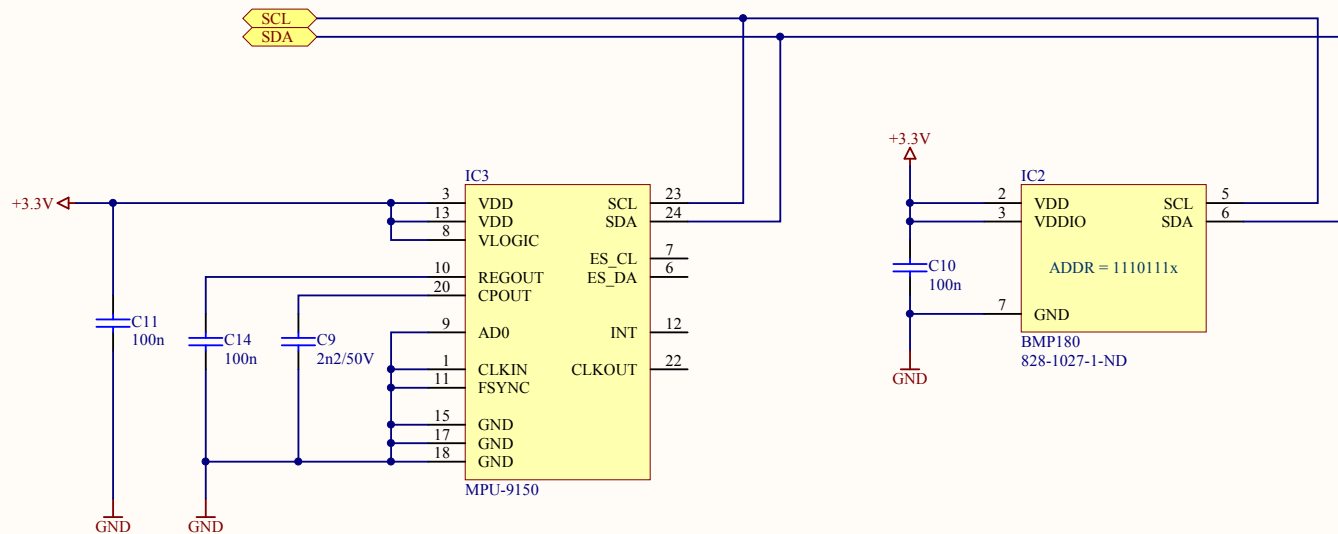 SCL
SDA
+3.3V
C11
100n
GND
C14
100n
GND
C9
2n2/50V
IC3
3 VDD SCL 23
13 VDD SDA 24
8 VLOGIC
ES_CL 7
10 REGOUT ES_DA 6
20 CPOUT
9 AD0 INT 12
1 CLKIN CLKOUT 22
11 FSYNC
15 GND
17 GND
18 GND
MPU-9150
+3.3V
C10
100n
GND
IC2
2 VDD SCL 5
3 VDDIO SDA 6
ADDR = 1110111x
7 GND
BMP180
828-1027-1-ND